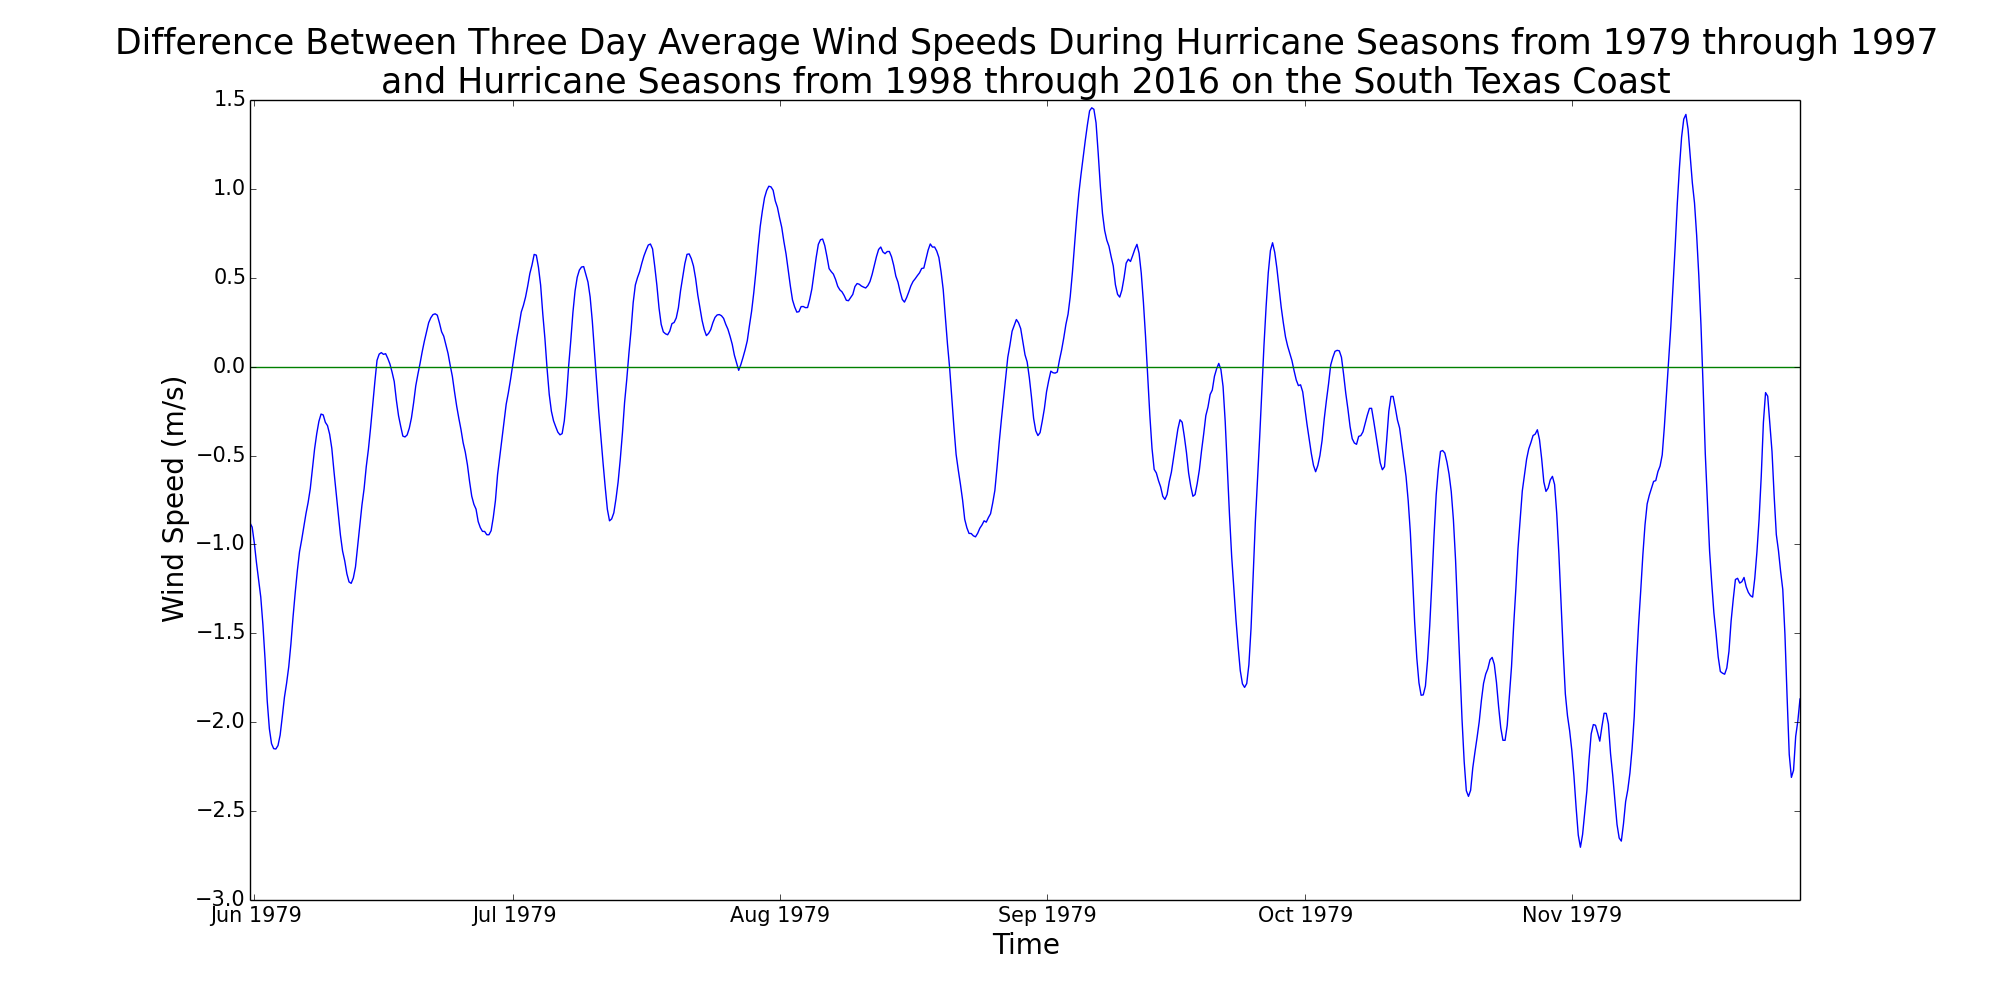 Difference Between Three Day Average Wind Speeds During Hurricane Seasons from 1979 through 1997
and Hurricane Seasons from 1998 through 2016 on the South Texas Coast
1.5
1.0
0.5
0.0
−0.5
−1.0
−1.5
−2.0
−2.5
−3.0
Wind Speed (m/s)
Jun 1979 Jul 1979 Aug 1979 Sep 1979 Oct 1979 Nov 1979
Time